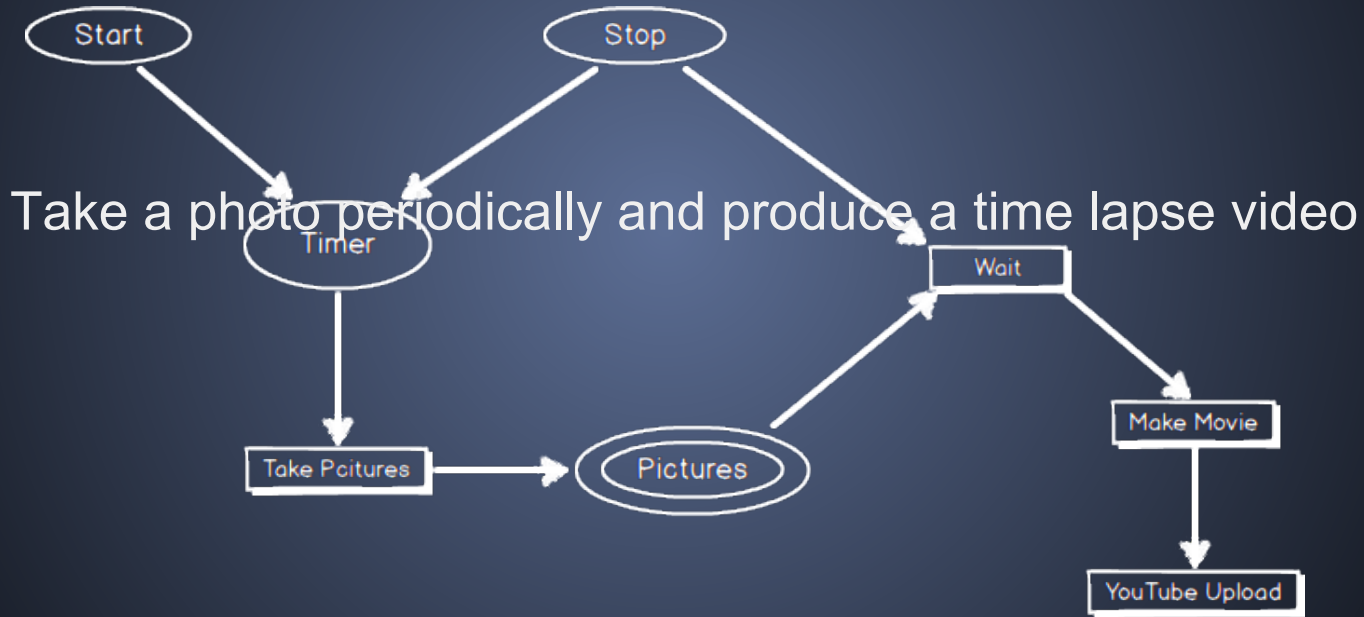 Start
Stop
Take a photo periodically and produce a time lapse video
Timer
Wait
Make Movie
Take Pcitures
Pictures
YouTube Upload